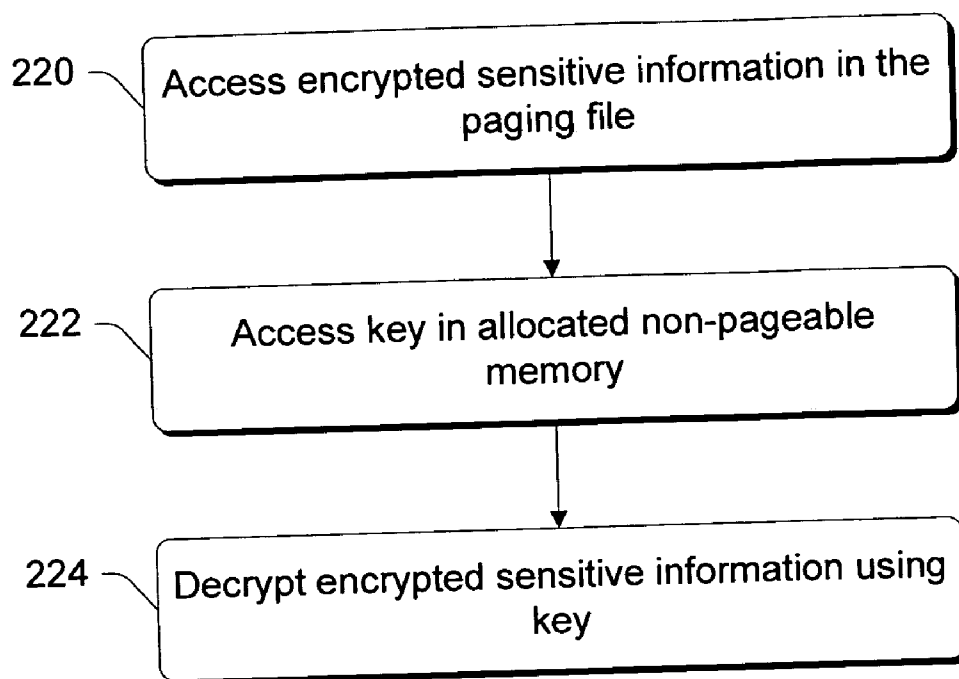 220
Access encrypted sensitive information in the
paging file
222
Access key in allocated non-pageable
memory
224
Decrypt encrypted sensitive information using
key